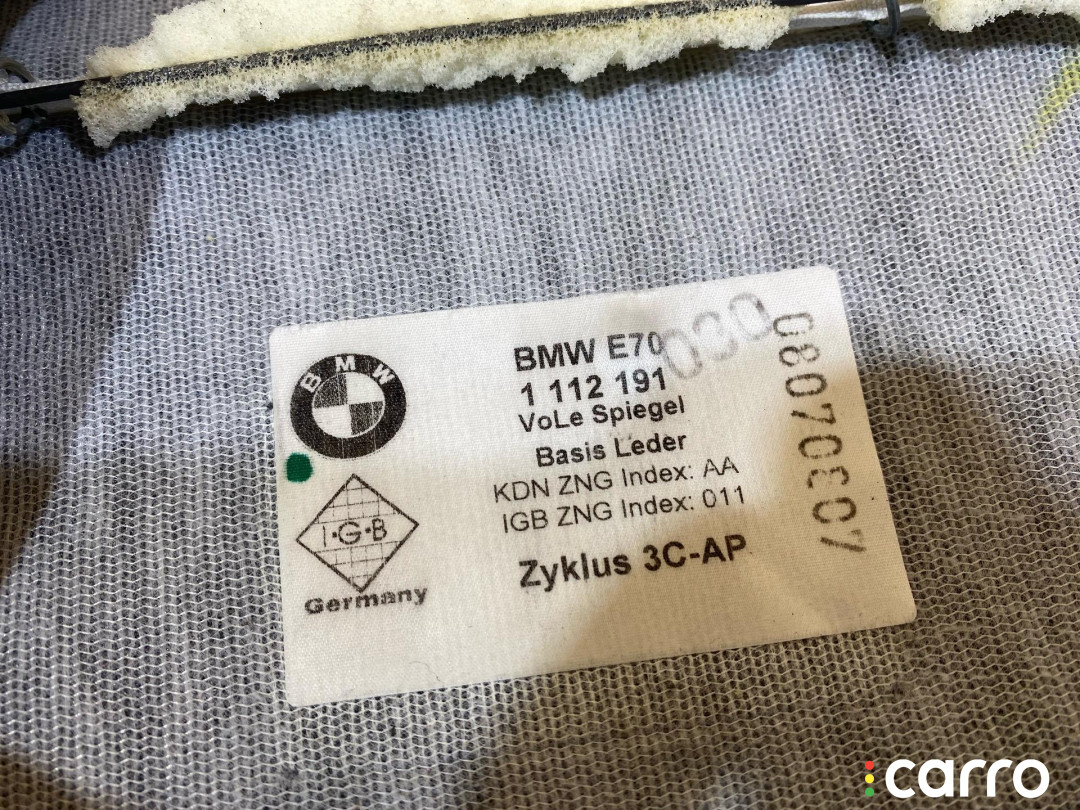 BMW
BMW E70
030
1 112 191
VoLe Spiegel
Basis Leder
KDN ZNG Index: AA
IGB ZNG Index: 011
Zyklus 3C-AP
08070307
I·G·B
Germany
carro